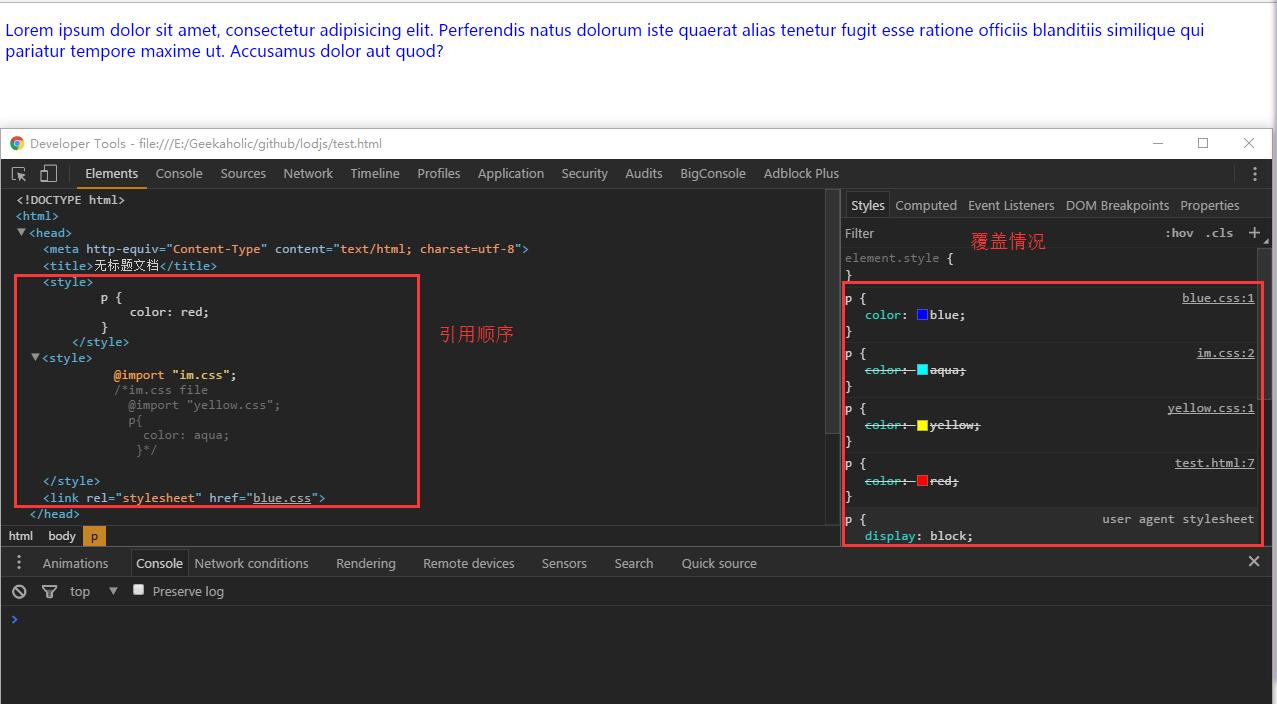 Lorem ipsum dolor sit amet, consectetur adipisicing elit. Perferendis natus dolorum iste quaerat alias tenetur fugit esse ratione officiis blanditiis similique qui
pariatur tempore maxime ut. Accusamus dolor aut quod?
Developer Tools - file:///E:/Geekaholic/github/lodjs/test.html
Elements Console Sources Network Timeline Profiles Application Security Audits BigConsole Adblock Plus
<!DOCTYPE html>
<html>
<head>
<meta http-equiv="Content-Type" content="text/html; charset=utf-8">
<title>无标题文档</title>
<style>
p {
color: red;
}
</style>
<style>
@import "im.css";
/*im.css file
@import "yellow.css";
p{
color: aqua;
}*/
</style>
<link rel="stylesheet" href="blue.css">
</head>
引用顺序
html body p
Styles Computed Event Listeners DOM Breakpoints Properties
Filter :hov .cls +
覆盖情况
element.style {
}
p { blue.css:1
color: blue;
}
p { im.css:2
color: aqua;
}
p { yellow.css:1
color: yellow;
}
p { test.html:7
color: red;
}
p { user agent stylesheet
display: block;
Animations Console Network conditions Rendering Remote devices Sensors Search Quick source
top Preserve log